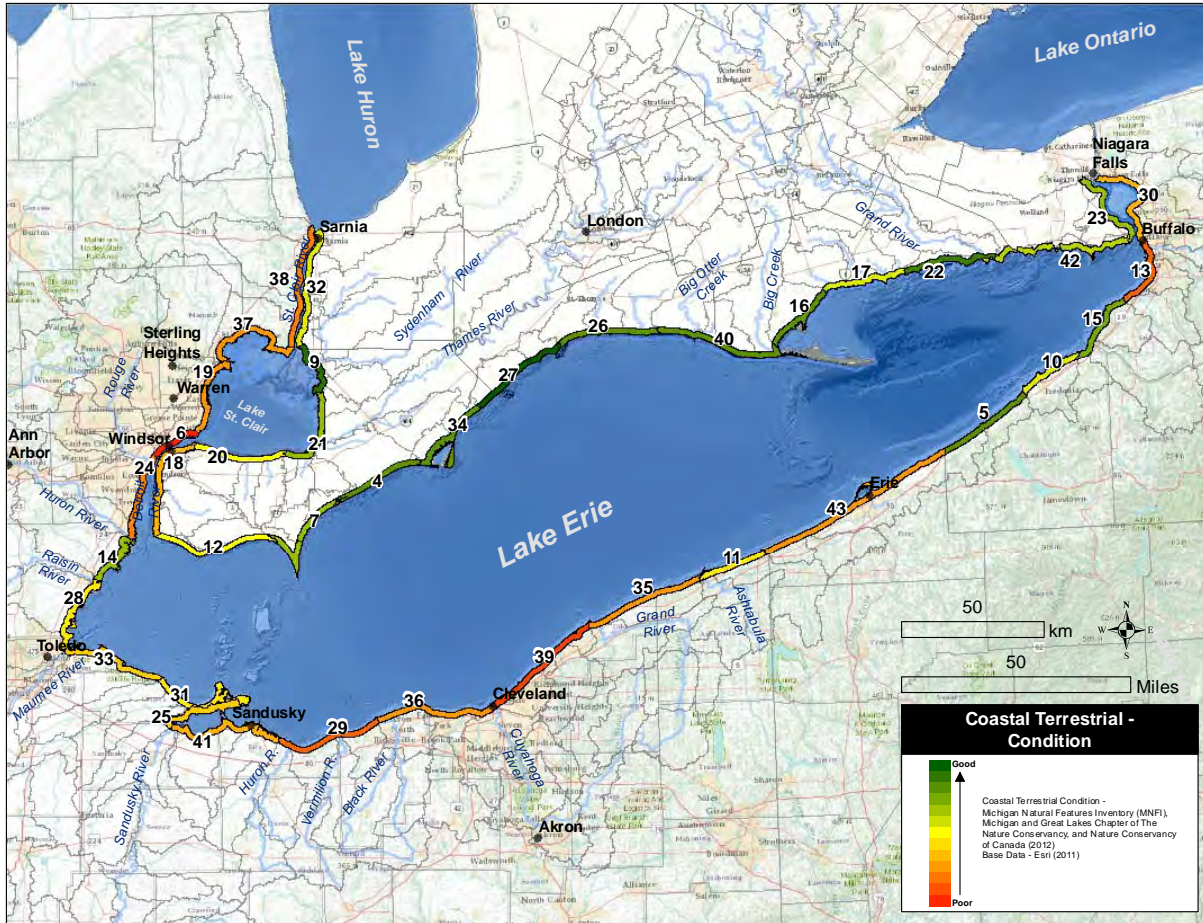 Lake Huron
Lake Ontario
Niagara
Falls
30
23
Buffalo
13
Sarnia
38
32
St. Clair River
London
Grand River
Sydenham River
Thames River
Big Otter
Creek
Big Creek
17
22
42
16
15
10
5
26
40
27
34
37
Sterling
Heights
19
Warren
9
Rouge
River
Lake
St. Clair
Ann
Arbor
Windsor
6
18
20
21
24
Detroit River
Huron River
4
7
12
14
Raisin
River
28
Lake Erie
Erie
43
11
35
Grand
River
Ashtabula
River
Toledo
33
Maumee River
31
25
Sandusky
41
Sandusky River
Huron R.
29
Vermilion R.
Black River
36
39
Cleveland
Cuyahoga
River
Akron
50
km
50
Miles
N
W
E
S
Coastal Terrestrial -
Condition
Good
Poor
Coastal Terrestrial Condition -
Michigan Natural Features Inventory (MNFI),
Michigan and Great Lakes Chapter of The
Nature Conservancy, and Nature Conservancy
of Canada (2012)
Base Data - Esri (2011)